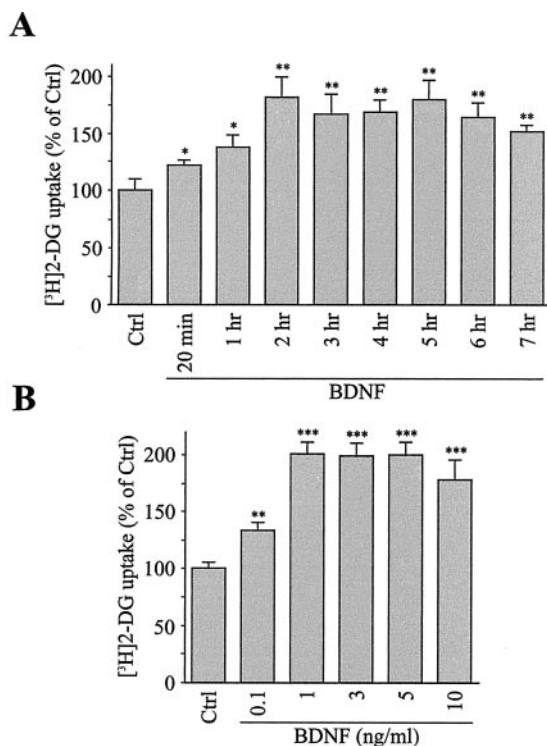 A
[³H]2-DG uptake (% of Ctrl)
200
150
100
50
0
*
*
**
**
**
**
**
**
Ctrl
20 min
1 hr
2 hr
3 hr
4 hr
5 hr
6 hr
7 hr
BDNF
B
[³H]2-DG uptake (% of Ctrl)
200
150
100
50
0
**
***
***
***
***
Ctrl
0.1
1
3
5
10
BDNF (ng/ml)